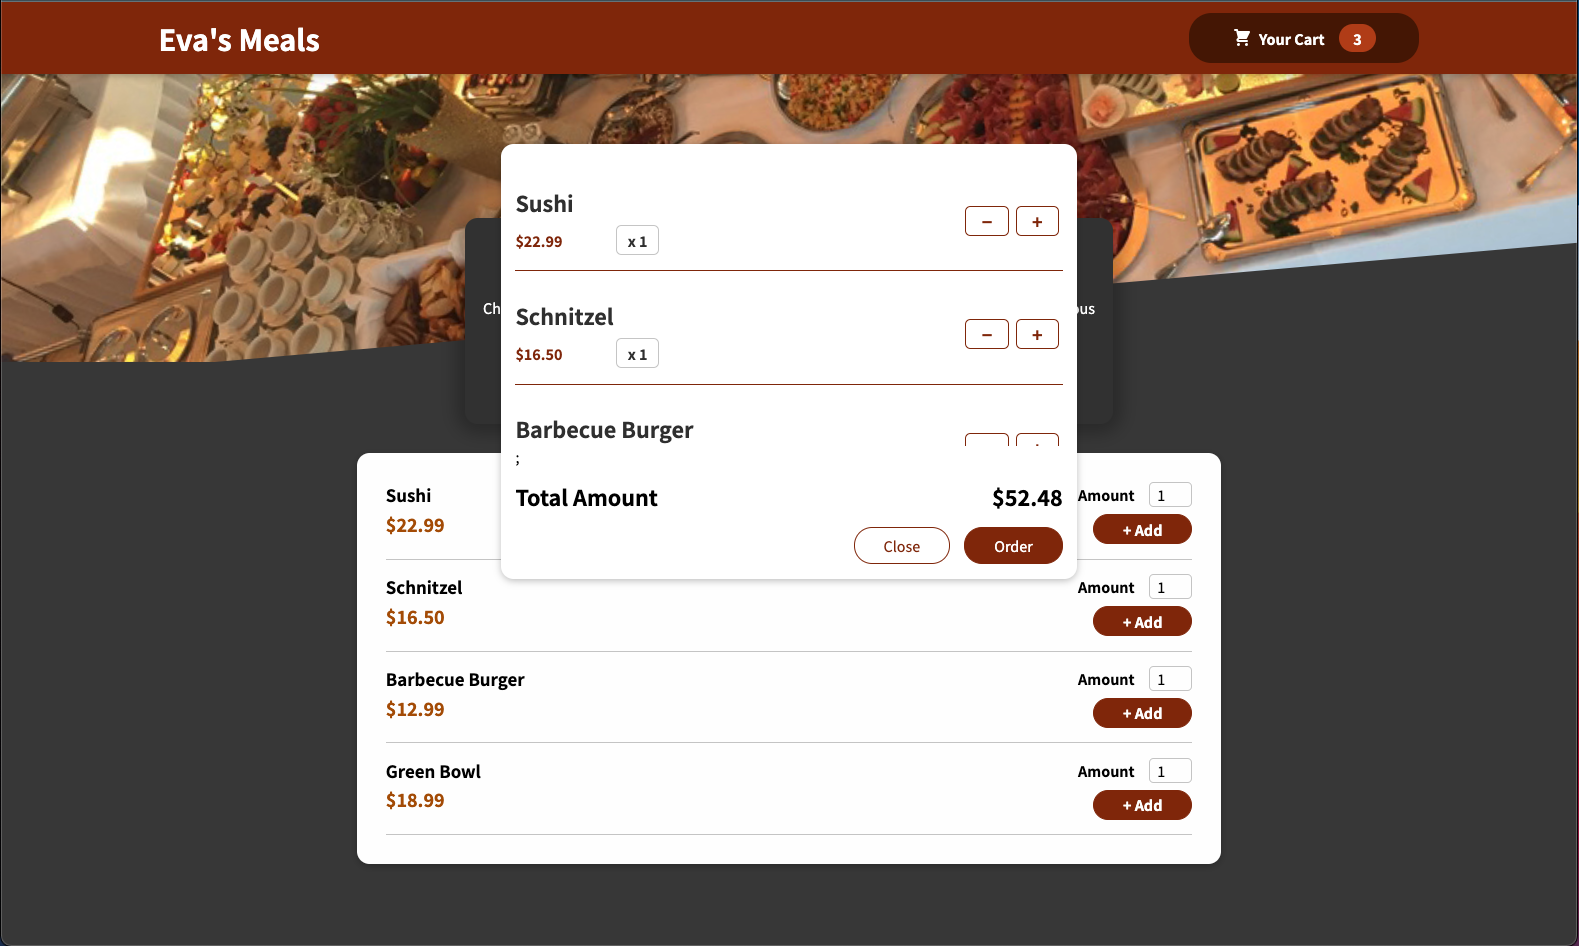 Eva's Meals
Your Cart 3
Sushi
$22.99 x 1
− +
Schnitzel
$16.50 x 1
− +
Barbecue Burger
;
Total Amount $52.48
Close Order
Sushi
$22.99
Amount 1
+ Add
Schnitzel
$16.50
Amount 1
+ Add
Barbecue Burger
$12.99
Amount 1
+ Add
Green Bowl
$18.99
Amount 1
+ Add